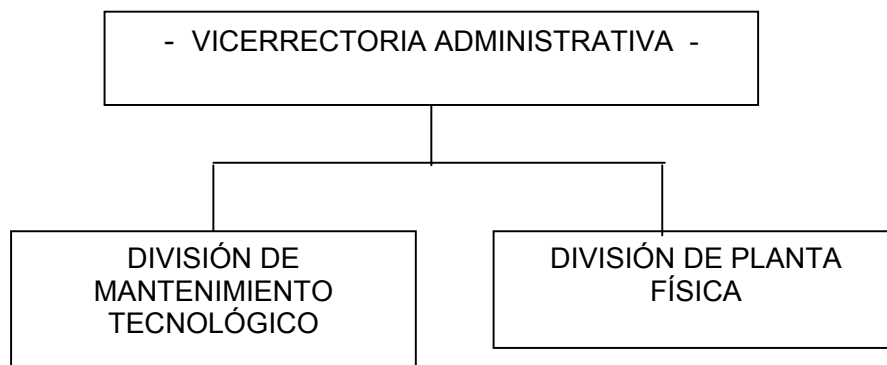 - VICERRECTORIA ADMINISTRATIVA -
DIVISIÓN DE
MANTENIMIENTO
TECNOLÓGICO
DIVISIÓN DE PLANTA
FÍSICA